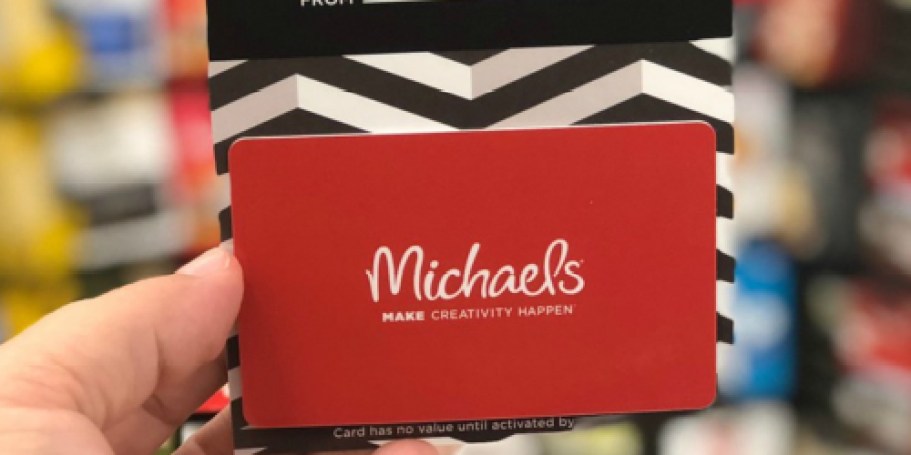 FROM
Michaels
MAKE CREATIVITY HAPPEN
Card has no value until activated by